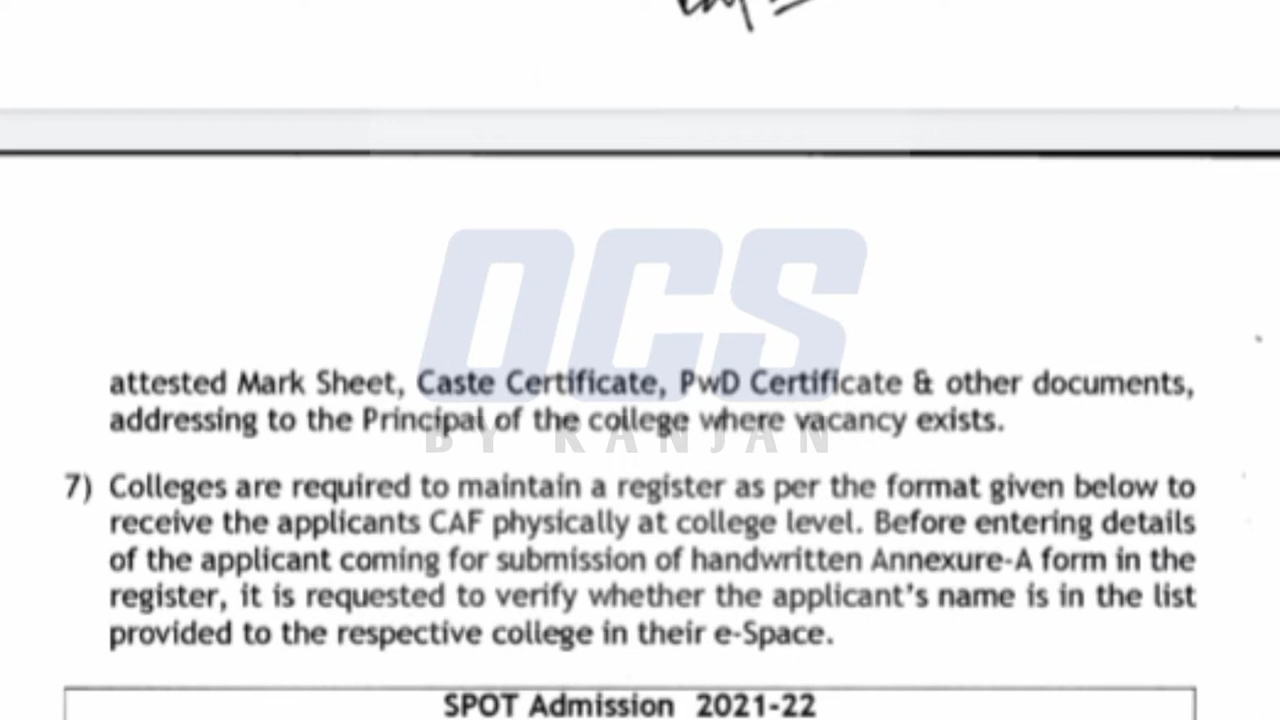 OCS
BY KANJAN
attested Mark Sheet, Caste Certificate, PwD Certificate & other documents,
addressing to the Principal of the college where vacancy exists.
7) Colleges are required to maintain a register as per the format given below to
receive the applicants CAF physically at college level. Before entering details
of the applicant coming for submission of handwritten Annexure-A form in the
register, it is requested to verify whether the applicant's name is in the list
provided to the respective college in their e-Space.
SPOT Admission 2021-22